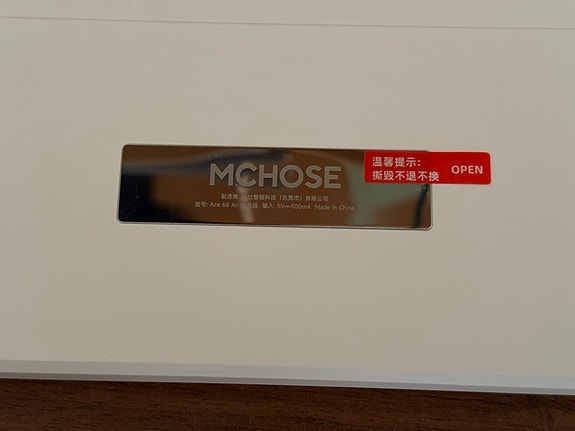 MCHOSE
温馨提示:
撕毁不退不换
OPEN
制造商: 仕智能科技（东莞市）有限公司
型号: Ace 68 Air 版 输入: 5V⎓500mA Made in China